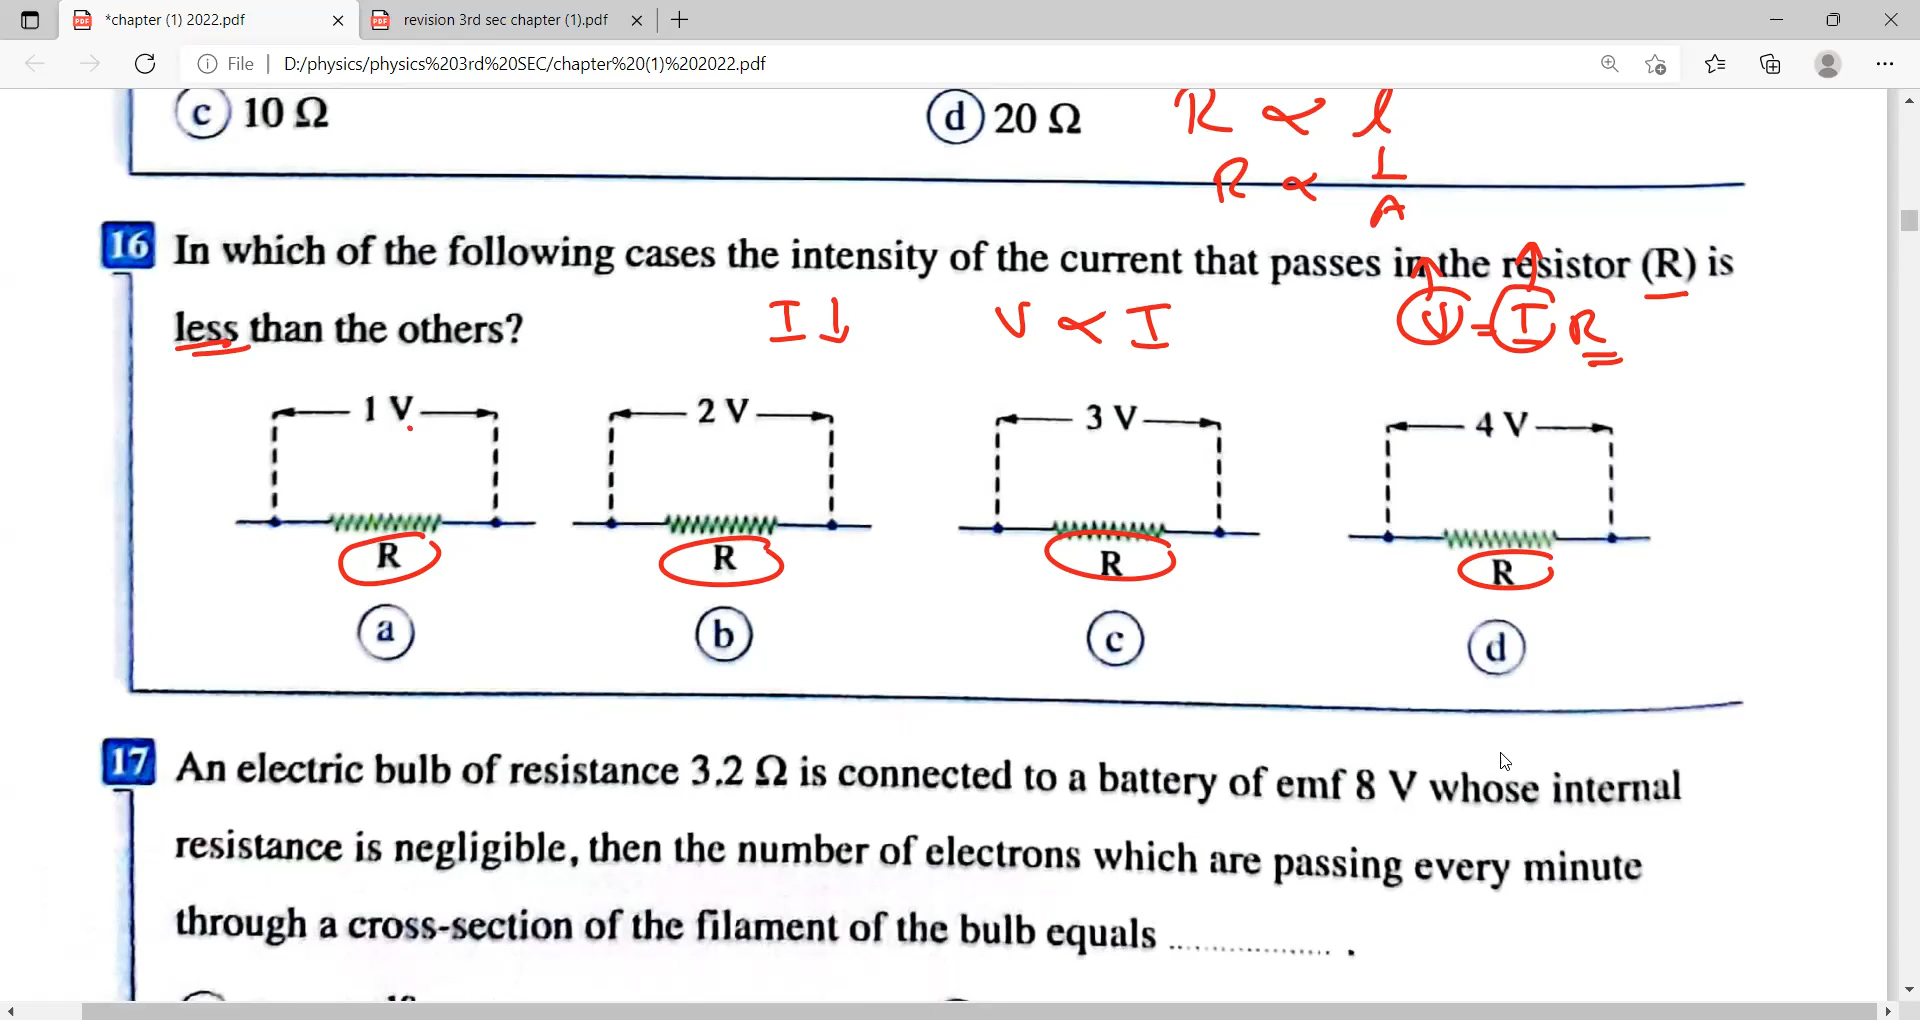 *chapter (1) 2022.pdf
revision 3rd sec chapter (1).pdf
File | D:/physics/physics%203rd%20SEC/chapter%20(1)%202022.pdf
c 10 Ω
d 20 Ω
R ∝ l
R ∝ 1/A
16 In which of the following cases the intensity of the current that passes in the resistor (R) is
less than the others?
I ↓
V ∝ I
V = I R
1 V
2 V
3 V
4 V
R
R
R
R
a
b
c
d
17 An electric bulb of resistance 3.2 Ω is connected to a battery of emf 8 V whose internal
resistance is negligible, then the number of electrons which are passing every minute
through a cross-section of the filament of the bulb equals .................. .